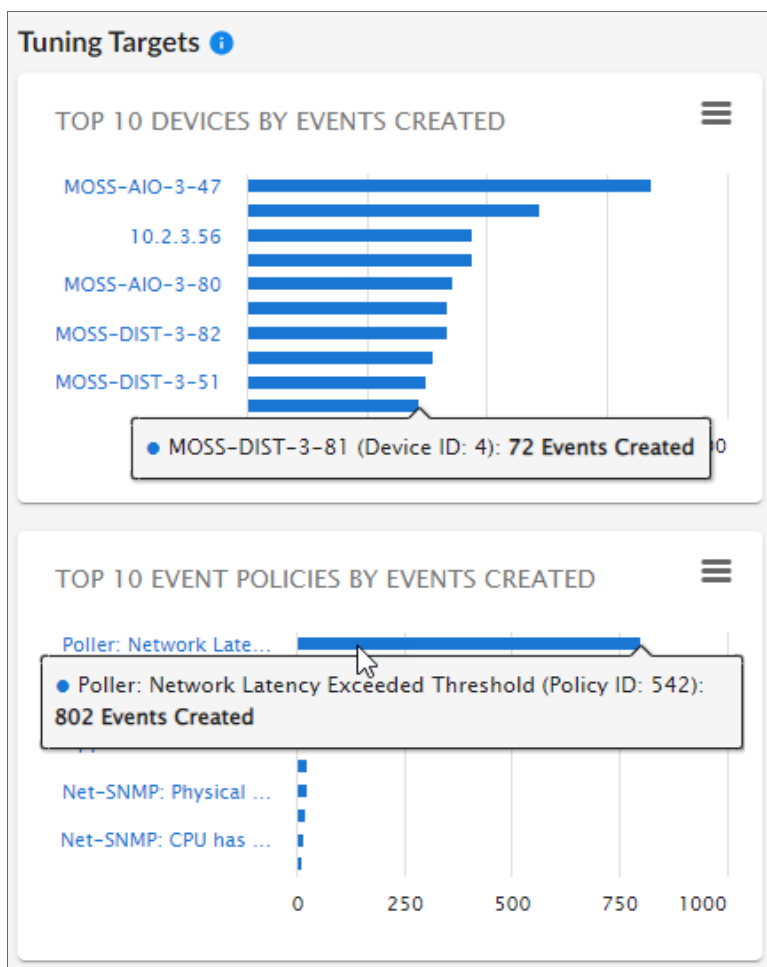 Tuning Targets
TOP 10 DEVICES BY EVENTS CREATED
MOSS-AIO-3-47
10.2.3.56
MOSS-AIO-3-80
MOSS-DIST-3-82
MOSS-DIST-3-51
MOSS-DIST-3-81 (Device ID: 4): 72 Events Created
TOP 10 EVENT POLICIES BY EVENTS CREATED
Poller: Network Late...
Poller: Network Latency Exceeded Threshold (Policy ID: 542):
802 Events Created
Net-SNMP: Physical ...
Net-SNMP: CPU has ...
0 250 500 750 1000